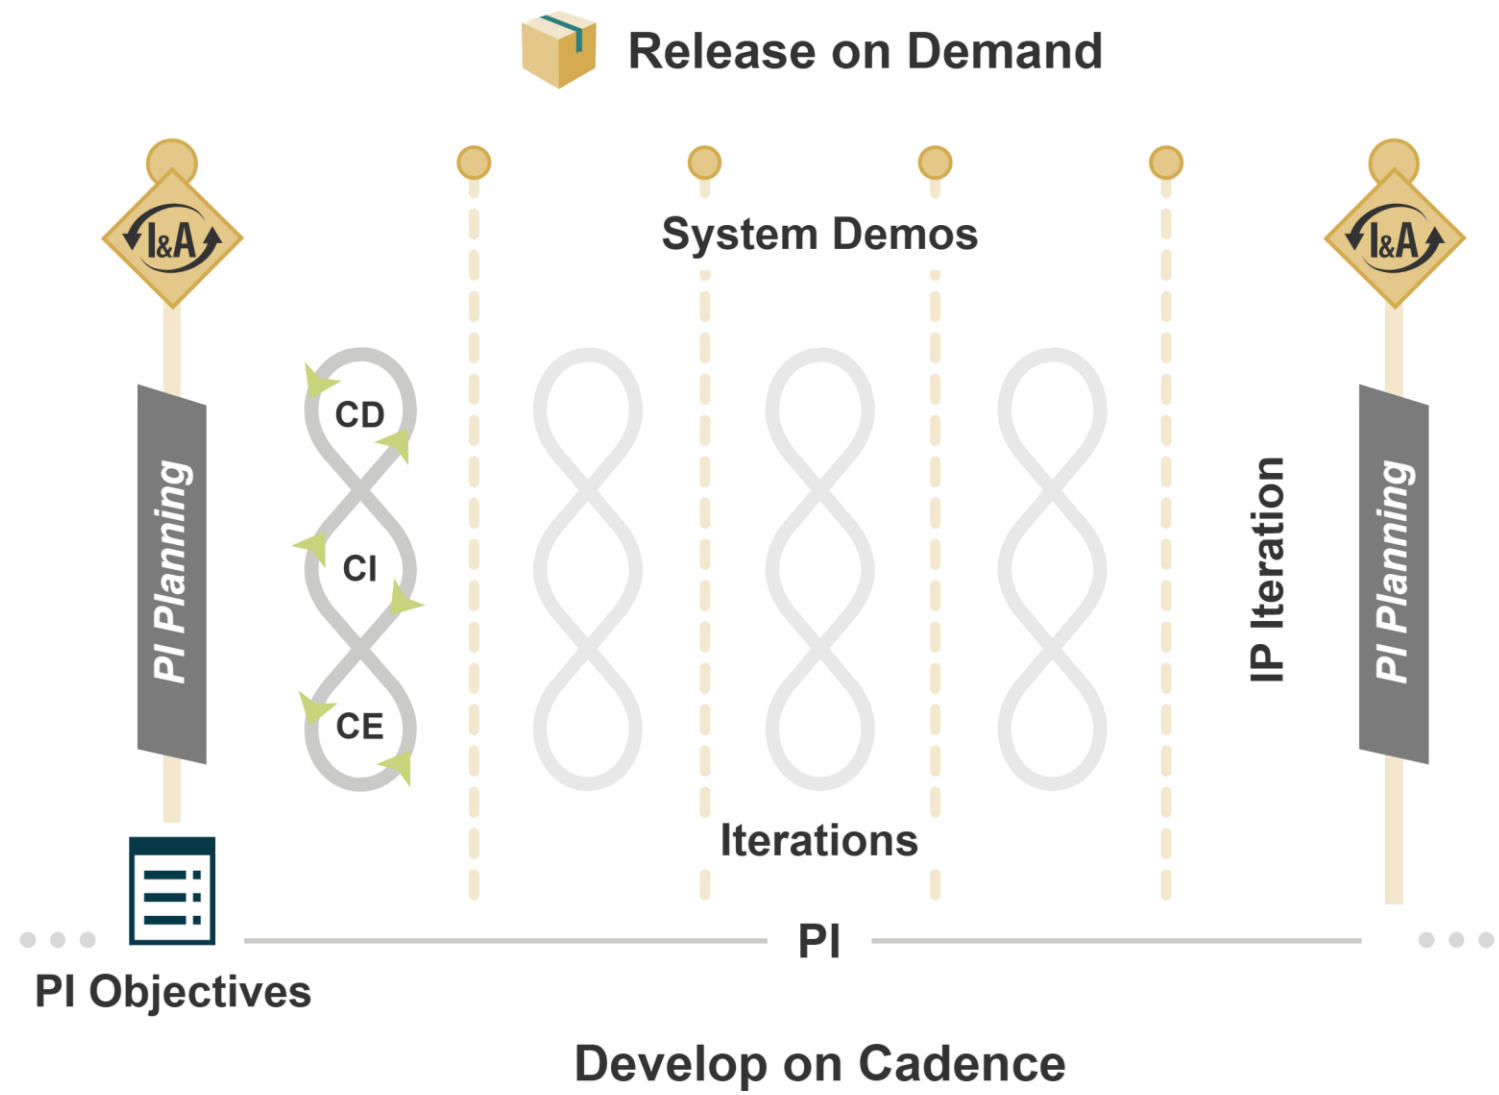 Release on Demand
I&A
I&A
System Demos
CD
CI
CE
PI Planning
IP Iteration
PI Planning
Iterations
PI
PI Objectives
Develop on Cadence